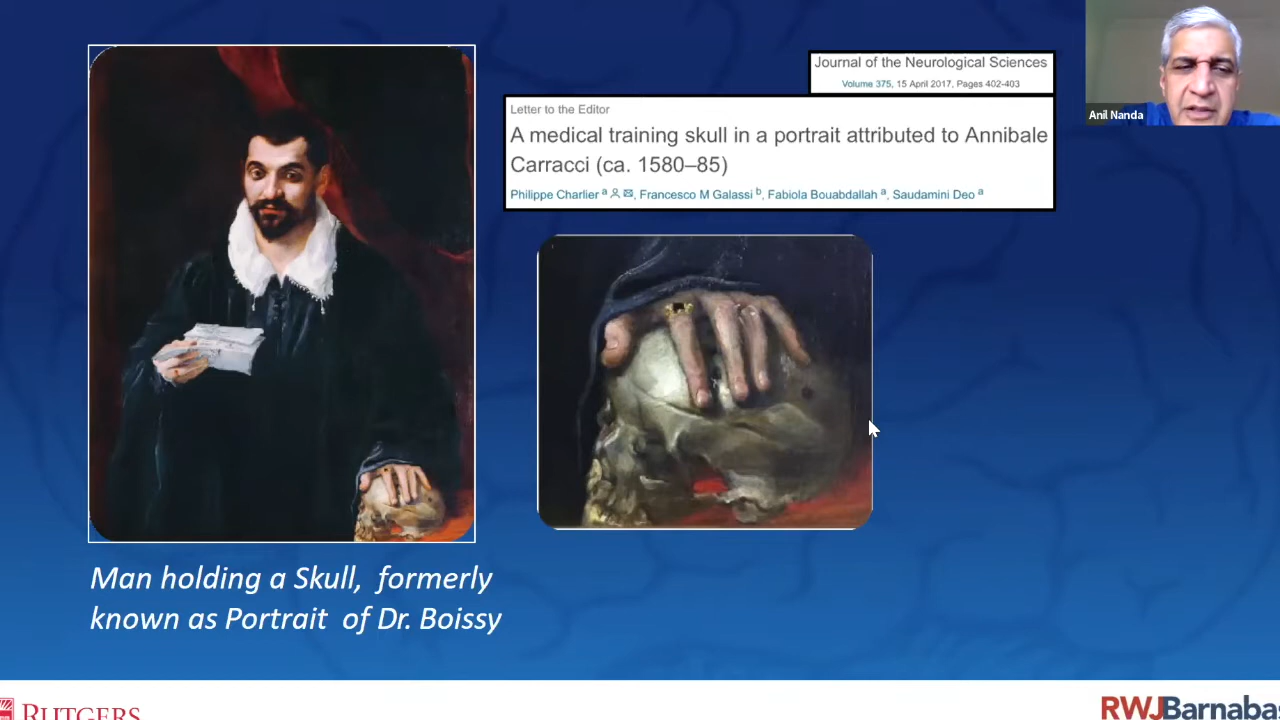 Journal of the Neurological Sciences
Volume 375, 15 April 2017, Pages 402-403
Letter to the Editor
A medical training skull in a portrait attributed to Annibale
Carracci (ca. 1580–85)
Philippe Charlier a, Francesco M Galassi b, Fabiola Bouabdallah a, Saudamini Deo a
Anil Nanda
Man holding a Skull, formerly
known as Portrait of Dr. Boissy
RUTGERS
RWJBarnabas